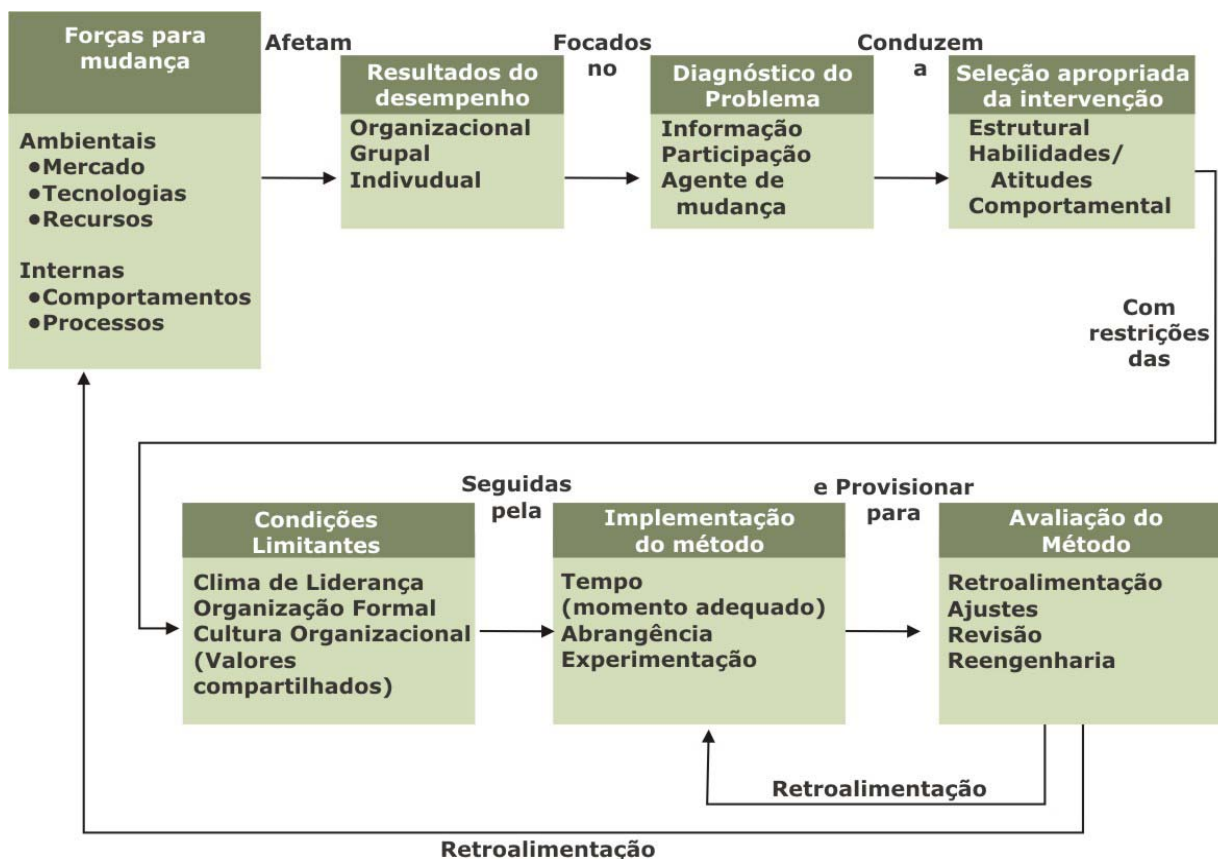 Forças para
mudança
Ambientais
•Mercado
•Tecnologias
•Recursos
Internas
•Comportamentos
•Processos
Afetam
Resultados do
desempenho
Organizacional
Grupal
Indivudual
Focados
no
Diagnóstico do
Problema
Informação
Participação
Agente de
mudança
Conduzem
a
Seleção apropriada
da intervenção
Estrutural
Habilidades/
Atitudes
Comportamental
Com
restrições
das
Condições
Limitantes
Clima de Liderança
Organização Formal
Cultura Organizacional
(Valores
compartilhados)
Seguidas
pela
Implementação
do método
Tempo
(momento adequado)
Abrangência
Experimentação
e Provisionar
para
Avaliação do
Método
Retroalimentação
Ajustes
Revisão
Reengenharia
Retroalimentação
Retroalimentação